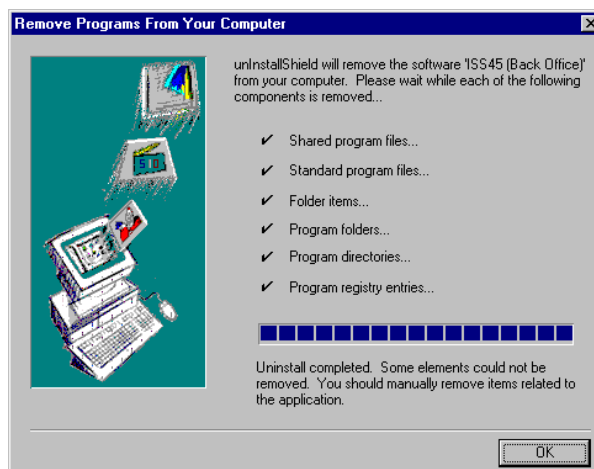 Remove Programs From Your Computer
unInstallShield will remove the software 'ISS45 (Back Office)'
from your computer. Please wait while each of the following
components is removed...
Shared program files...
Standard program files...
Folder items...
Program folders...
Program directories...
Program registry entries...
Uninstall completed. Some elements could not be
removed. You should manually remove items related to
the application.
OK